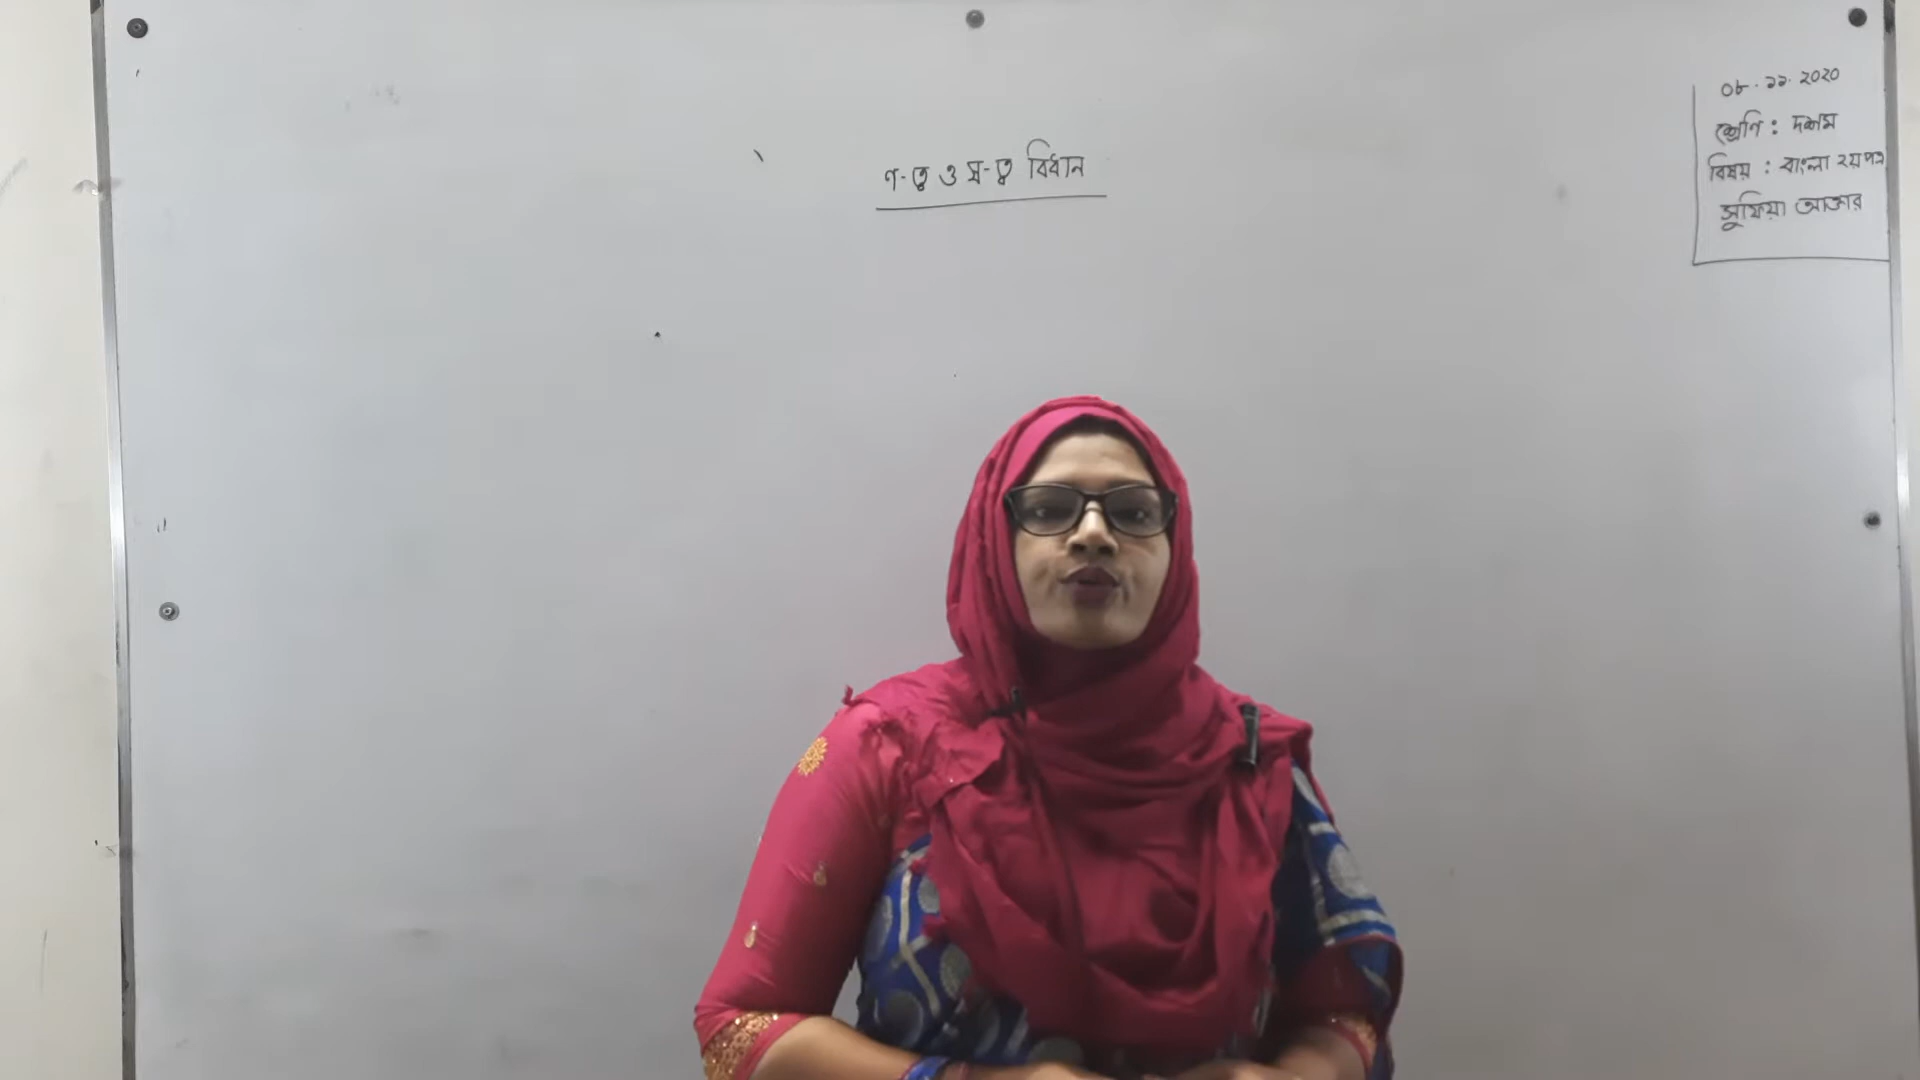 ণ-ত্ব ও ষ-ত্ব বিধান
০৮.১১.২০২০
শ্রেণি : দশম
বিষয় : বাংলা ২য় পত্র
সুফিয়া আক্তার